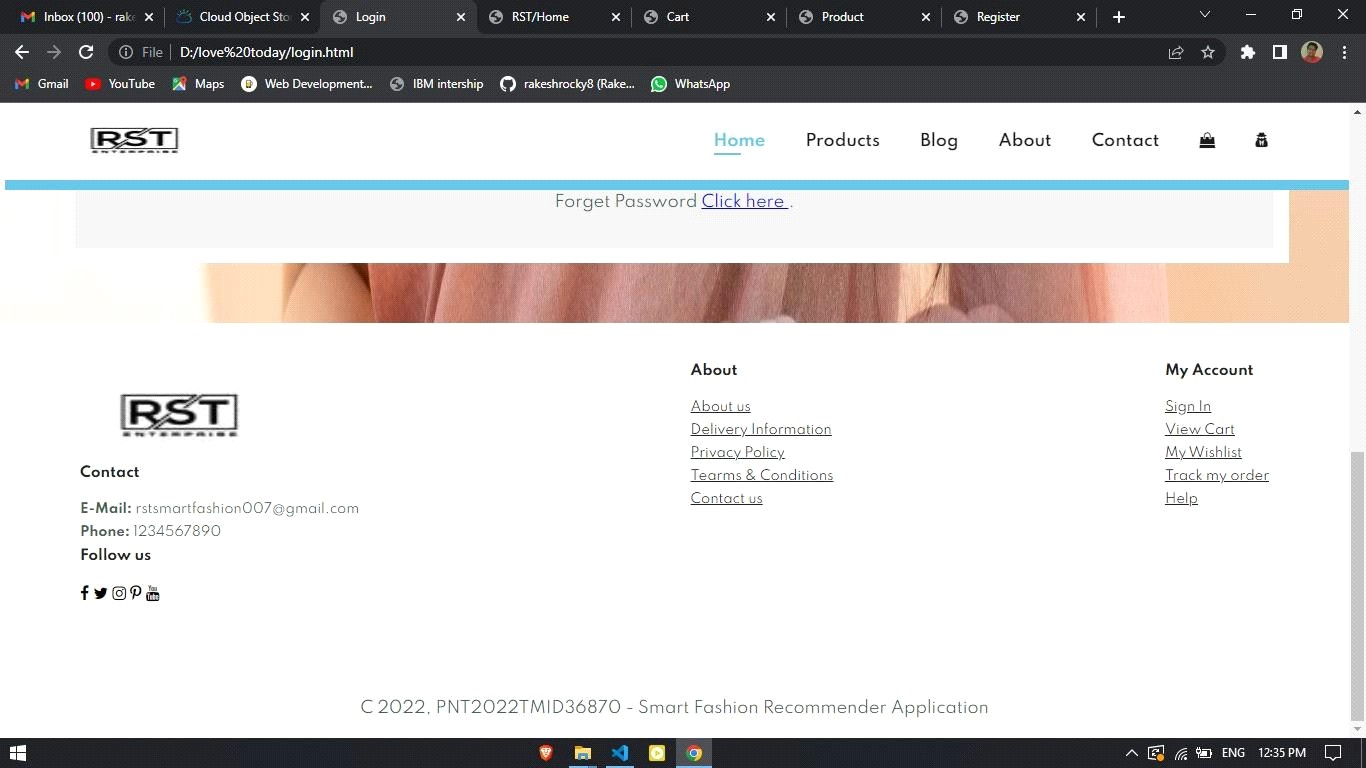 Inbox (100) - rake
Cloud Object Sto
Login
RST/Home
Cart
Product
Register
File
D:/love%20today/login.html
Gmail
YouTube
Maps
Web Development...
IBM intership
rakeshrocky8 (Rake...
WhatsApp
RST
ENTERPRISE
Home
Products
Blog
About
Contact
Forget Password Click here .
RST
ENTERPRISE
Contact
E-Mail: rstsmartfashion007@gmail.com
Phone: 1234567890
Follow us
You
Tube
About
About us
Delivery Information
Privacy Policy
Tearms & Conditions
Contact us
My Account
Sign In
View Cart
My Wishlist
Track my order
Help
C 2022, PNT2022TMID36870 - Smart Fashion Recommender Application
ENG
12:35 PM